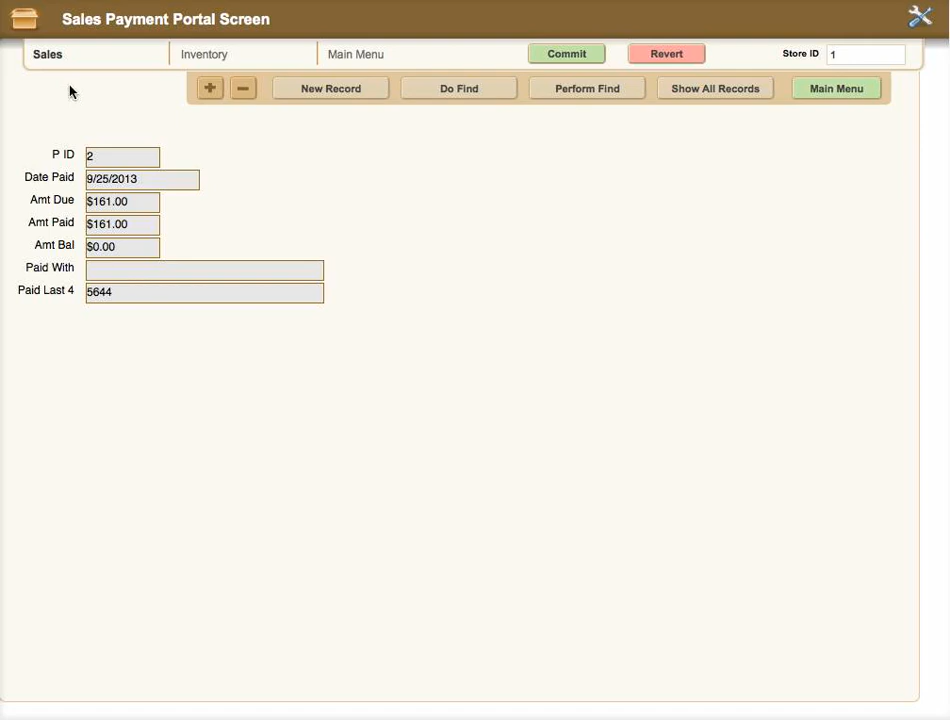 Sales Payment Portal Screen
Sales Inventory Main Menu Commit Revert Store ID 1
+ − New Record Do Find Perform Find Show All Records Main Menu
P ID 2
Date Paid 9/25/2013
Amt Due $161.00
Amt Paid $161.00
Amt Bal $0.00
Paid With
Paid Last 4 5644